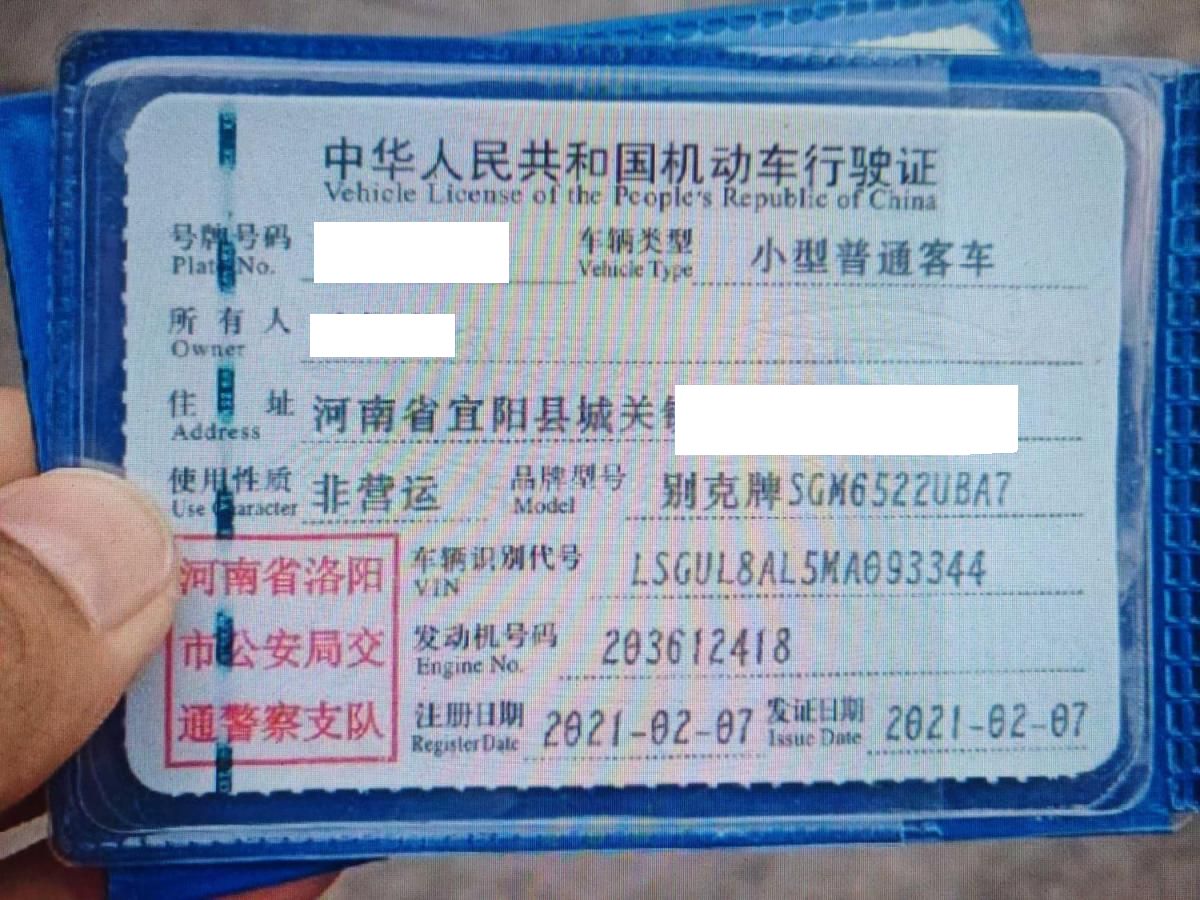 中华人民共和国机动车行驶证
Vehicle License of the People's Republic of China
号牌号码 车辆类型 小型普通客车
Plate No. Vehicle Type
所有人
Owner
住址 河南省宜阳县城关
Address
使用性质 非营运 品牌型号 别克牌SGM6522UBA7
Use Character Model
河南省洛阳
市公安局交
通警察支队
车辆识别代号 LSGUL8AL5MA093344
VIN
发动机号码 203612418
Engine No.
注册日期 2021-02-07 发证日期 2021-02-07
Register Date Issue Date